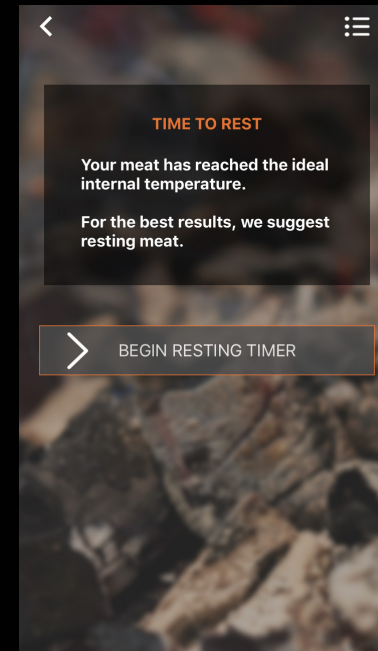 TIME TO REST
Your meat has reached the ideal
internal temperature.
For the best results, we suggest
resting meat.
BEGIN RESTING TIMER